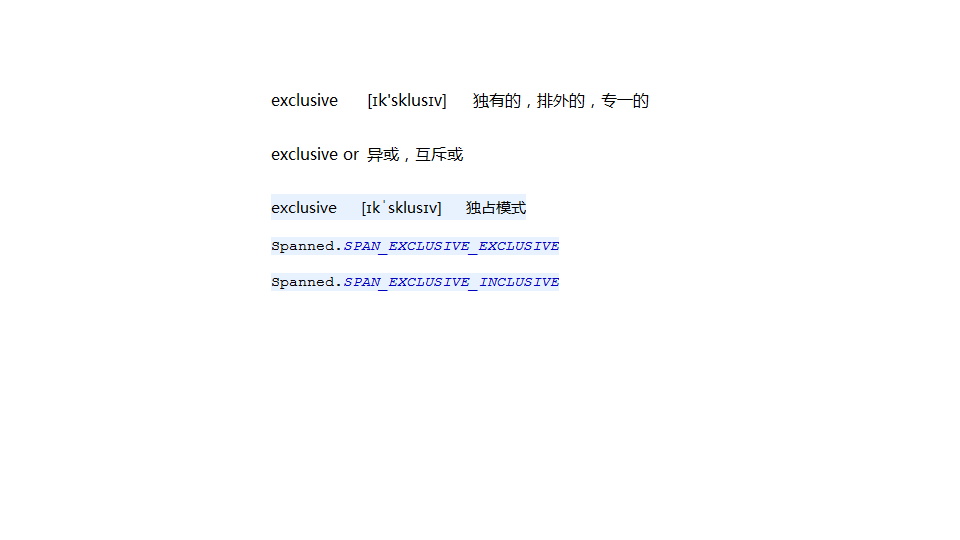 exclusive [ɪk'sklusɪv] 独有的，排外的，专一的
exclusive or 异或，互斥或
exclusive [ɪkˈsklusɪv] 独占模式
Spanned.SPAN_EXCLUSIVE_EXCLUSIVE
Spanned.SPAN_EXCLUSIVE_INCLUSIVE